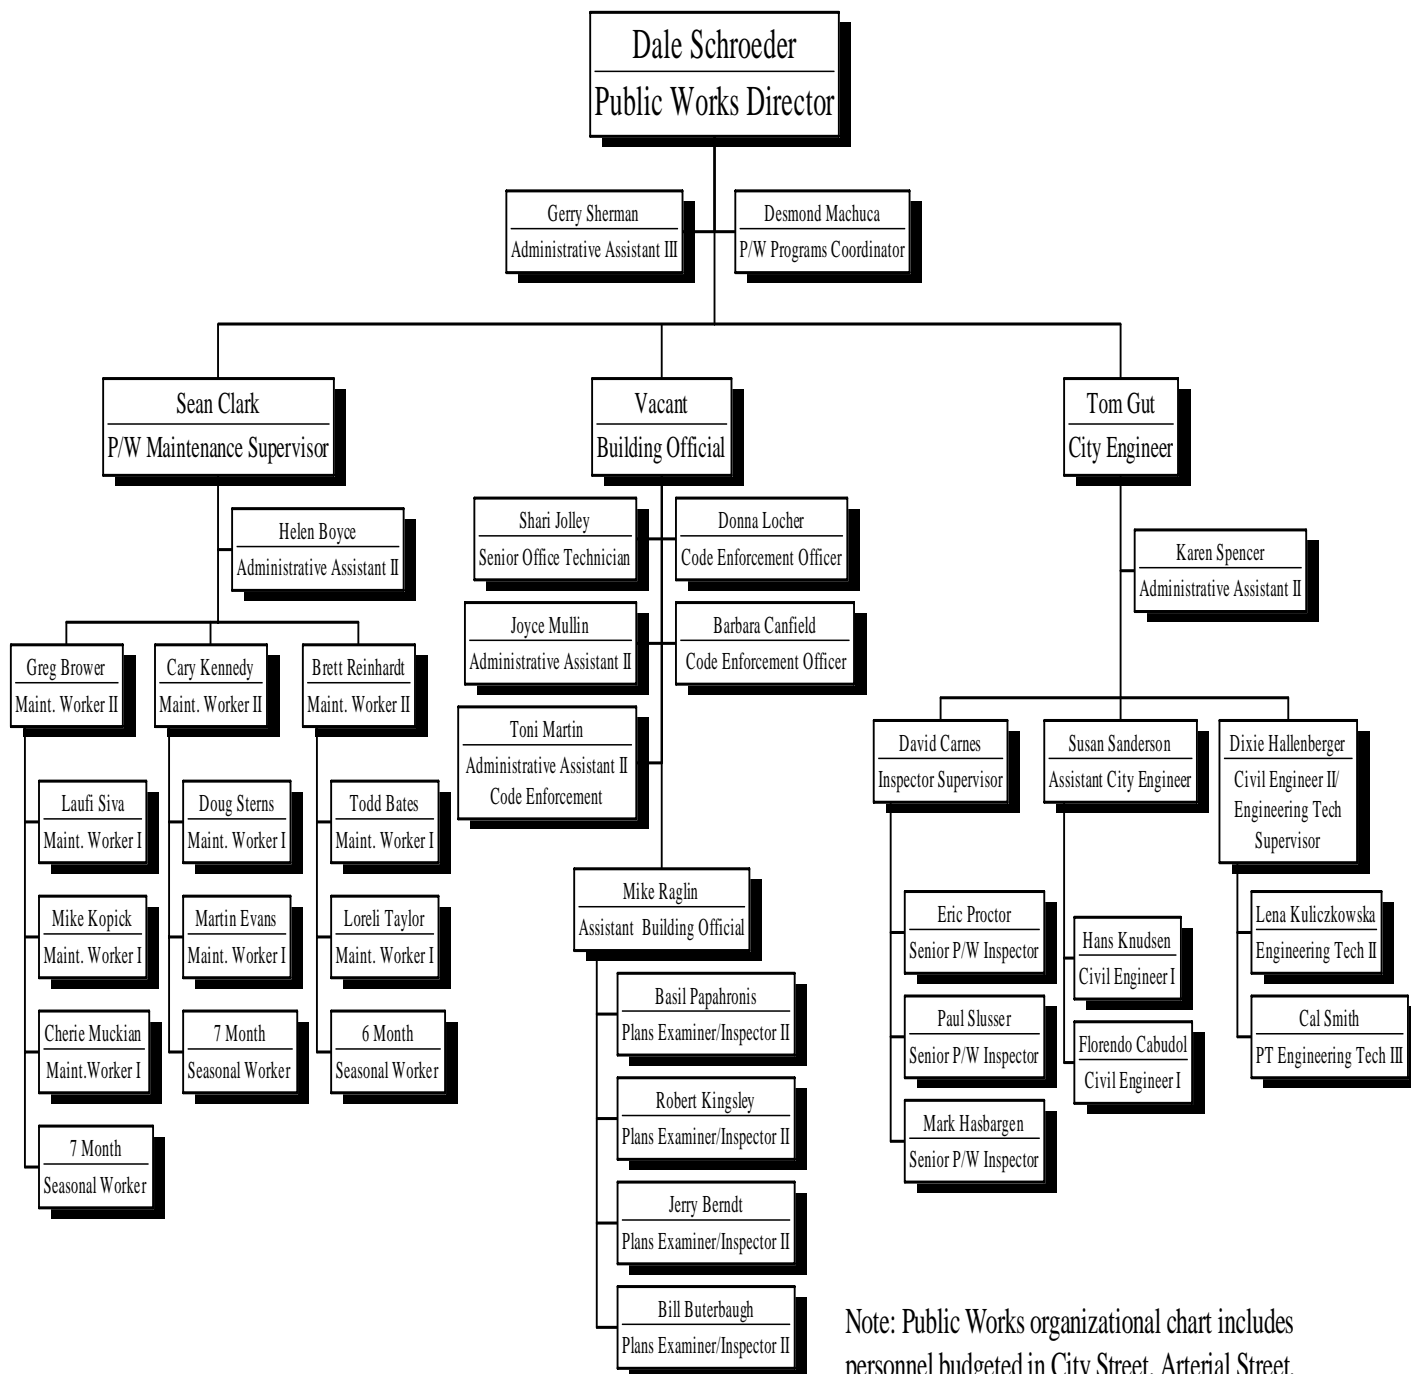 Dale Schroeder
Public Works Director
Gerry Sherman
Administrative Assistant III
Desmond Machuca
P/W Programs Coordinator
Sean Clark
P/W Maintenance Supervisor
Helen Boyce
Administrative Assistant II
Greg Brower
Maint. Worker II
Laufi Siva
Maint. Worker I
Mike Kopick
Maint. Worker I
Cherie Muckian
Maint.Worker I
7 Month
Seasonal Worker
Cary Kennedy
Maint. Worker II
Doug Sterns
Maint. Worker I
Martin Evans
Maint. Worker I
7 Month
Seasonal Worker
Brett Reinhardt
Maint. Worker II
Todd Bates
Maint. Worker I
Loreli Taylor
Maint. Worker I
6 Month
Seasonal Worker
Vacant
Building Official
Shari Jolley
Senior Office Technician
Donna Locher
Code Enforcement Officer
Joyce Mullin
Administrative Assistant II
Barbara Canfield
Code Enforcement Officer
Toni Martin
Administrative Assistant II
Code Enforcement
Mike Raglin
Assistant Building Official
Basil Papahronis
Plans Examiner/Inspector II
Robert Kingsley
Plans Examiner/Inspector II
Jerry Berndt
Plans Examiner/Inspector II
Bill Buterbaugh
Plans Examiner/Inspector II
Tom Gut
City Engineer
Karen Spencer
Administrative Assistant II
David Carnes
Inspector Supervisor
Eric Proctor
Senior P/W Inspector
Paul Slusser
Senior P/W Inspector
Mark Hasbargen
Senior P/W Inspector
Susan Sanderson
Assistant City Engineer
Hans Knudsen
Civil Engineer I
Florendo Cabudol
Civil Engineer I
Dixie Hallenberger
Civil Engineer II/
Engineering Tech
Supervisor
Lena Kuliczkowska
Engineering Tech II
Cal Smith
PT Engineering Tech III
Note: Public Works organizational chart includes
personnel budgeted in City Street, Arterial Street,